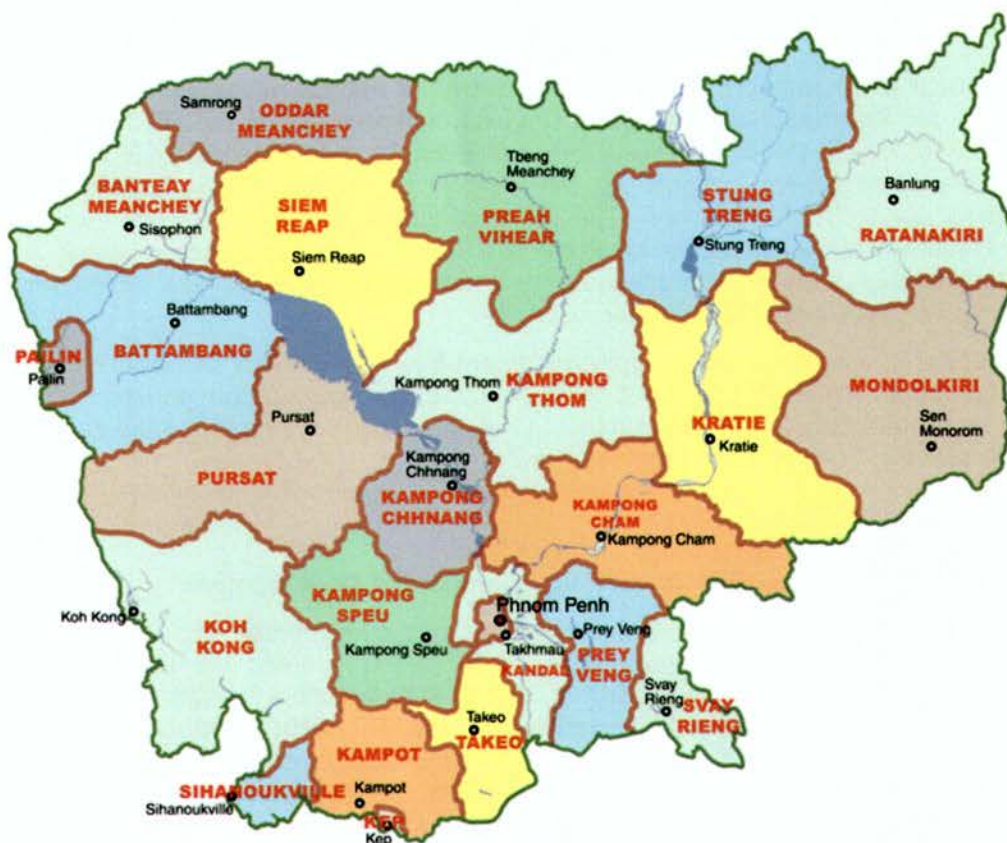 Samrong
ODDAR
MEANCHEY
Tbeng
Meanchey
BANTEAY
MEANCHEY
SIEM
REAP
PREAH
VIHEAR
STUNG
TRENG
Banlung
RATANAKIRI
Sisophon
Siem Reap
Stung Treng
Battambang
BATTAMBANG
PAILIN
Pailin
Kampong Thom
KAMPONG
THOM
MONDOLKIRI
Sen
Monorom
Pursat
PURSAT
KRATIE
Kratie
Kampong
Chhnang
KAMPONG
CHHNANG
KAMPONG
CHAM
Kampong Cham
KAMPONG
SPEU
Kampong Speu
Koh Kong
KOH
KONG
Phnom Penh
Takhmau
KANDAL
Prey Veng
PREY
VENG
Svay
Rieng
SVAY
RIENG
Takeo
TAKEO
KAMPOT
Kampot
SIHANOUKVILLE
Sihanoukville
KEP
Kep